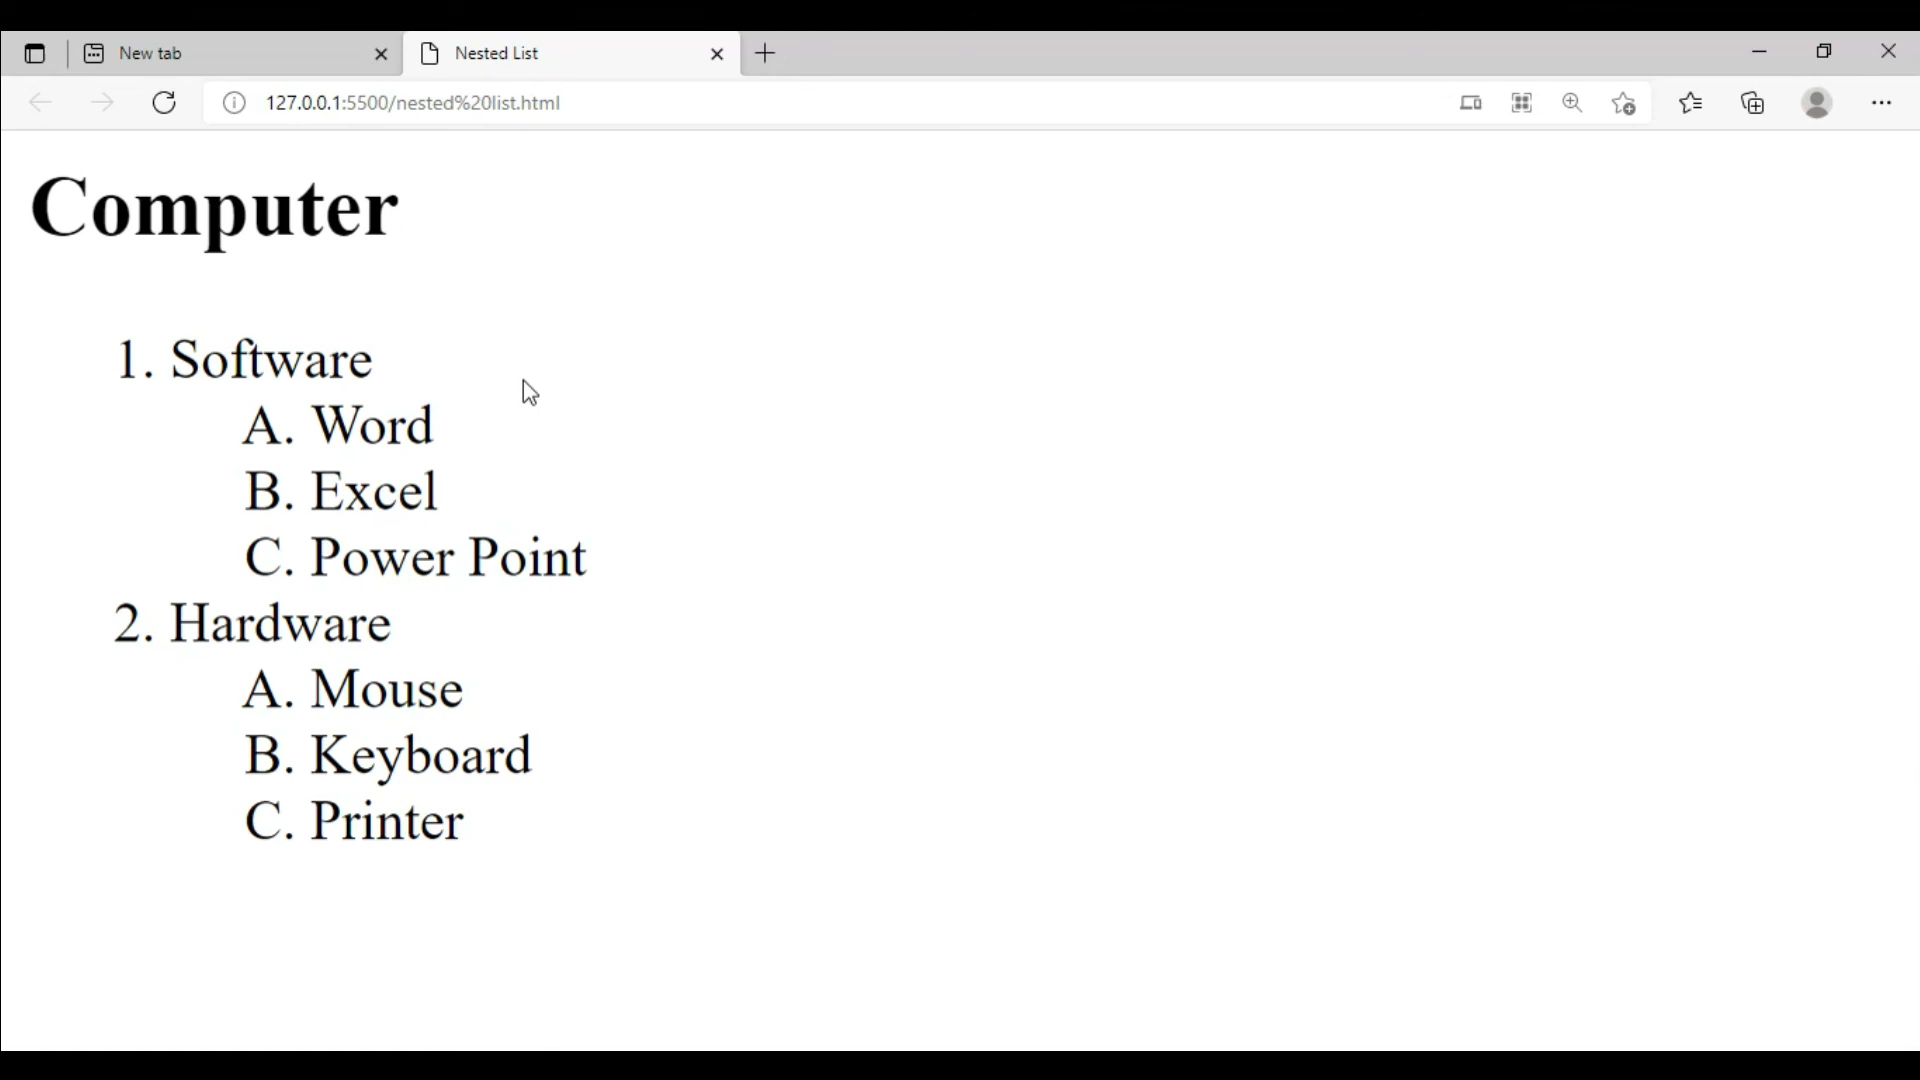 New tab
Nested List
127.0.0.1:5500/nested%20list.html
Computer
1. Software
A. Word
B. Excel
C. Power Point
2. Hardware
A. Mouse
B. Keyboard
C. Printer